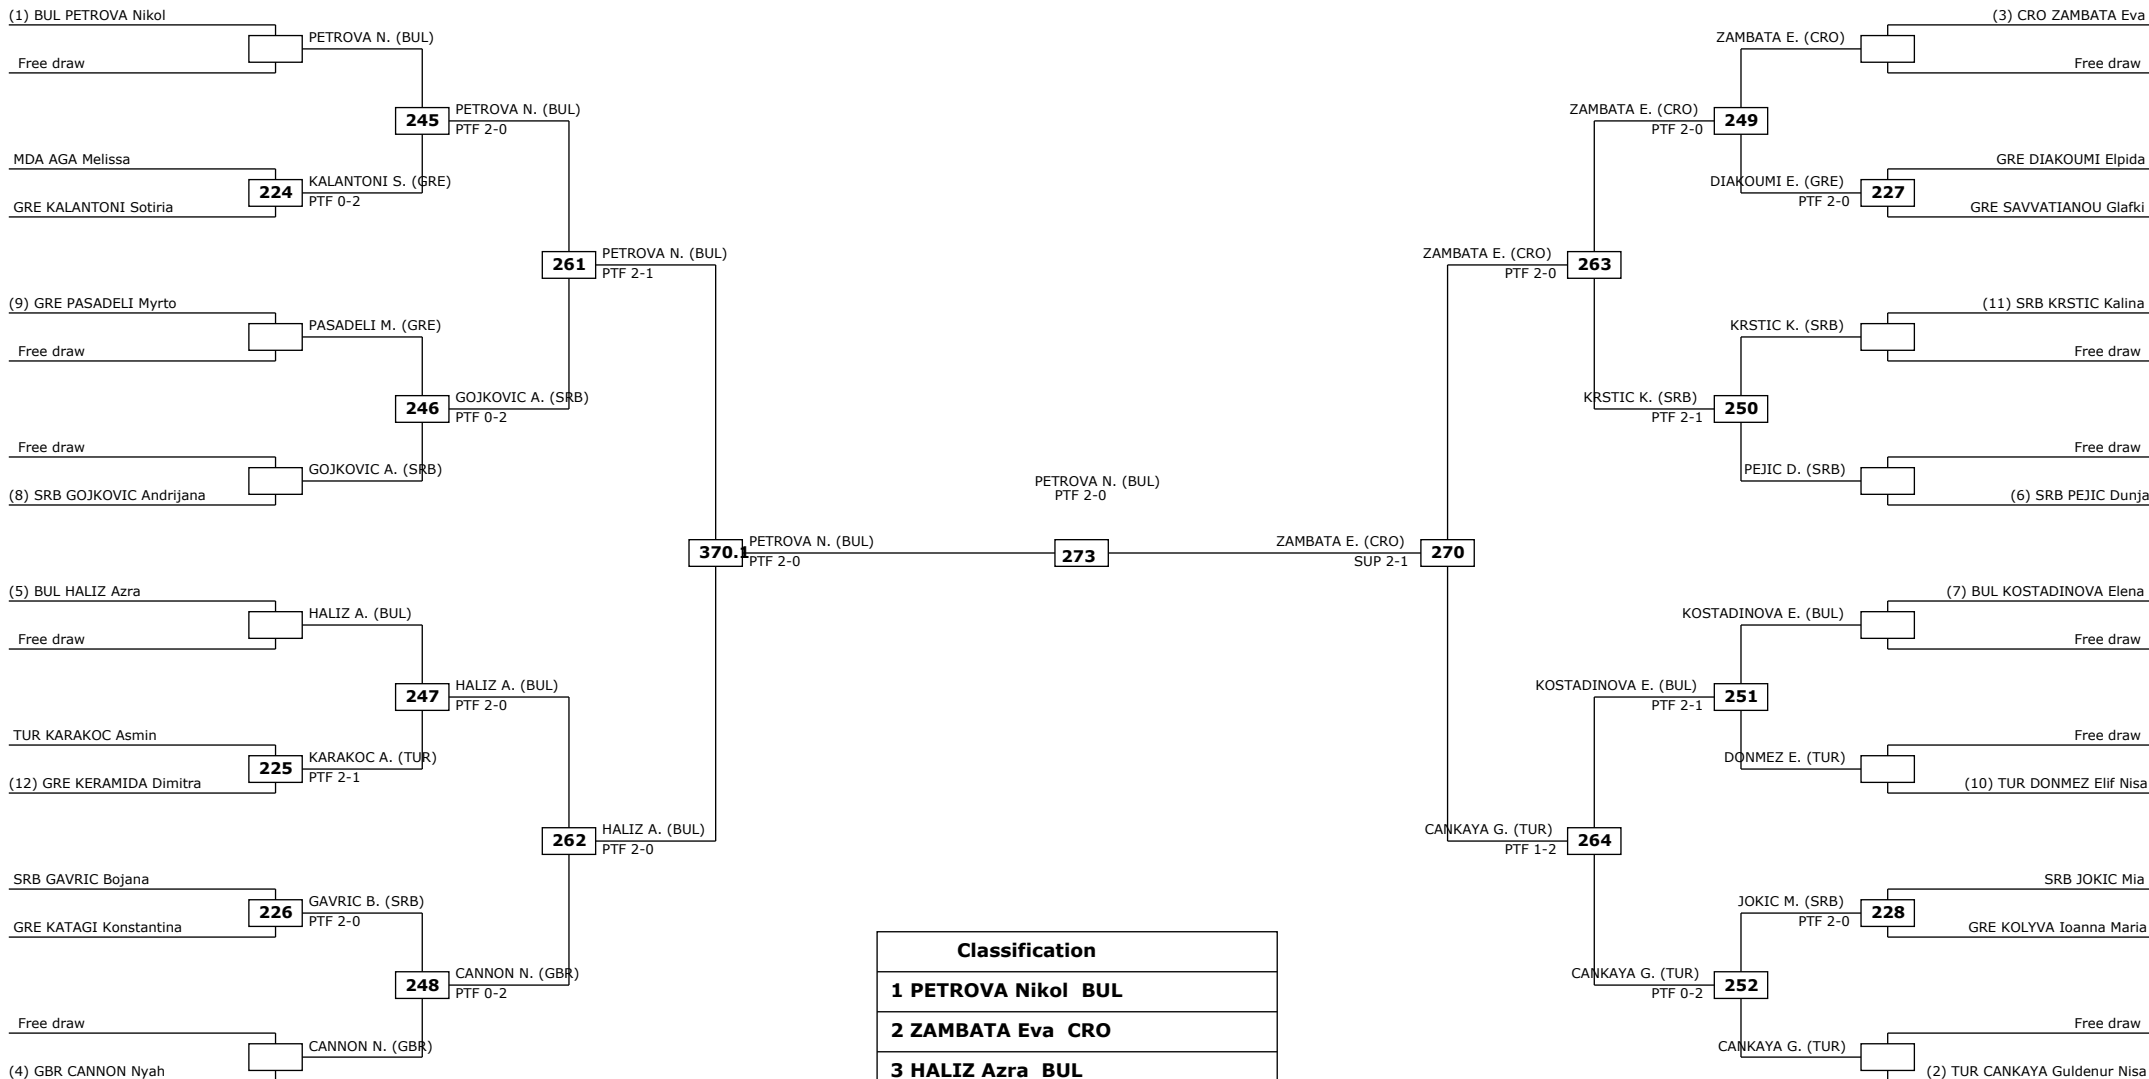 (1) BUL PETROVA Nikol
PETROVA N. (BUL)
Free draw
245
PETROVA N. (BUL)
PTF 2-0
MDA AGA Melissa
224
KALANTONI S. (GRE)
PTF 0-2
GRE KALANTONI Sotiria
261
PETROVA N. (BUL)
PTF 2-1
(9) GRE PASADELI Myrto
PASADELI M. (GRE)
Free draw
246
GOJKOVIC A. (SRB)
PTF 0-2
Free draw
GOJKOVIC A. (SRB)
(8) SRB GOJKOVIC Andrijana
370.1
PETROVA N. (BUL)
PTF 2-0
(5) BUL HALIZ Azra
HALIZ A. (BUL)
Free draw
247
HALIZ A. (BUL)
PTF 2-0
TUR KARAKOC Asmin
225
KARAKOC A. (TUR)
PTF 2-1
(12) GRE KERAMIDA Dimitra
262
HALIZ A. (BUL)
PTF 2-0
SRB GAVRIC Bojana
226
GAVRIC B. (SRB)
PTF 2-0
GRE KATAGI Konstantina
248
CANNON N. (GBR)
PTF 0-2
Free draw
CANNON N. (GBR)
(4) GBR CANNON Nyah
PETROVA N. (BUL)
PTF 2-0
273
(3) CRO ZAMBATA Eva
ZAMBATA E. (CRO)
Free draw
ZAMBATA E. (CRO)
PTF 2-0
249
GRE DIAKOUMI Elpida
DIAKOUMI E. (GRE)
PTF 2-0
227
GRE SAVVATIANOU Glafki
ZAMBATA E. (CRO)
PTF 2-0
263
(11) SRB KRSTIC Kalina
KRSTIC K. (SRB)
Free draw
KRSTIC K. (SRB)
PTF 2-1
250
Free draw
PEJIC D. (SRB)
(6) SRB PEJIC Dunja
ZAMBATA E. (CRO)
SUP 2-1
270
(7) BUL KOSTADINOVA Elena
KOSTADINOVA E. (BUL)
Free draw
KOSTADINOVA E. (BUL)
PTF 2-1
251
Free draw
DONMEZ E. (TUR)
(10) TUR DONMEZ Elif Nisa
CANKAYA G. (TUR)
PTF 1-2
264
SRB JOKIC Mia
JOKIC M. (SRB)
PTF 2-0
228
GRE KOLYVA Ioanna Maria
CANKAYA G. (TUR)
PTF 0-2
252
Free draw
CANKAYA G. (TUR)
(2) TUR CANKAYA Guldenur Nisa
Classification
1 PETROVA Nikol BUL
2 ZAMBATA Eva CRO
3 HALIZ Azra BUL